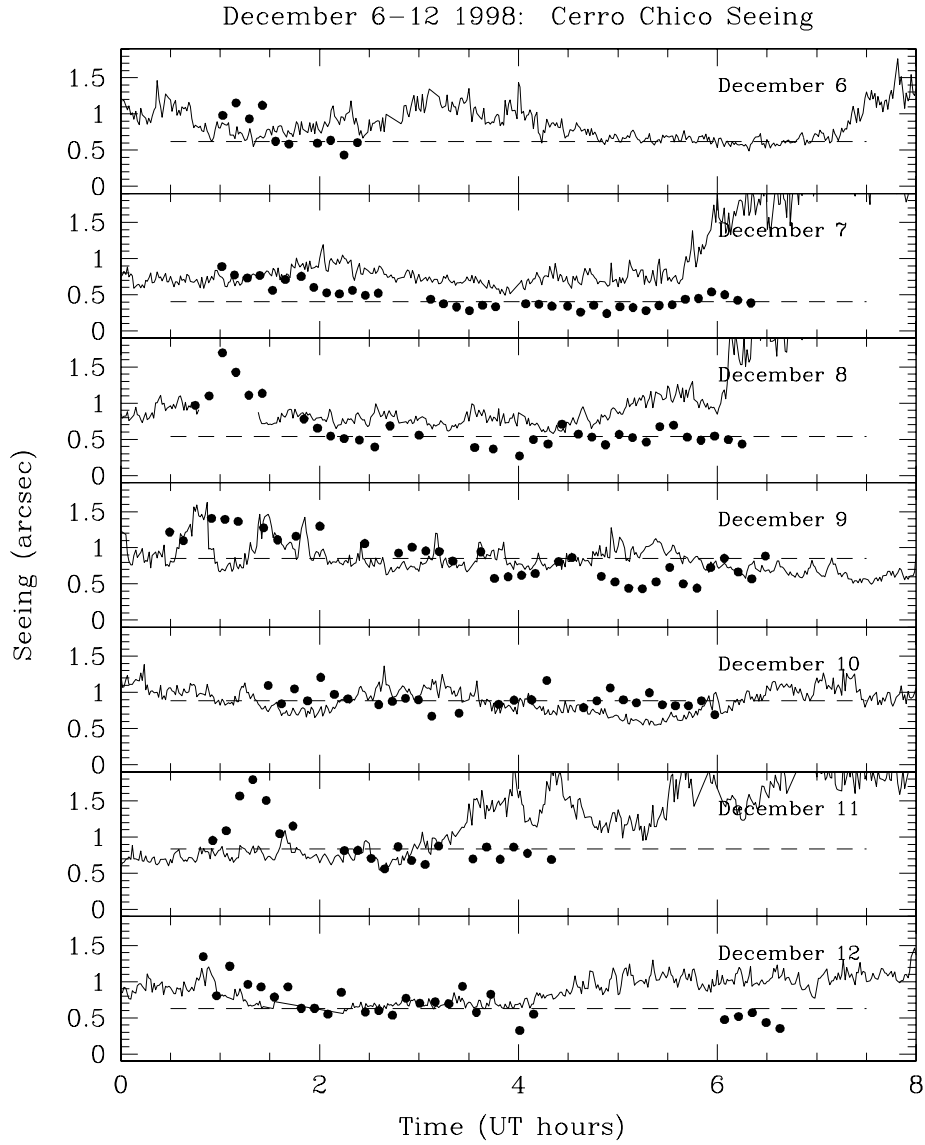 December 6-12 1998: Cerro Chico Seeing
Seeing (arcsec)
December 6
1.5
1
0.5
0
December 7
1.5
1
0.5
0
December 8
1.5
1
0.5
0
December 9
1.5
1
0.5
0
December 10
1.5
1
0.5
0
December 11
1.5
1
0.5
0
December 12
1.5
1
0.5
0
0 2 4 6 8
Time (UT hours)